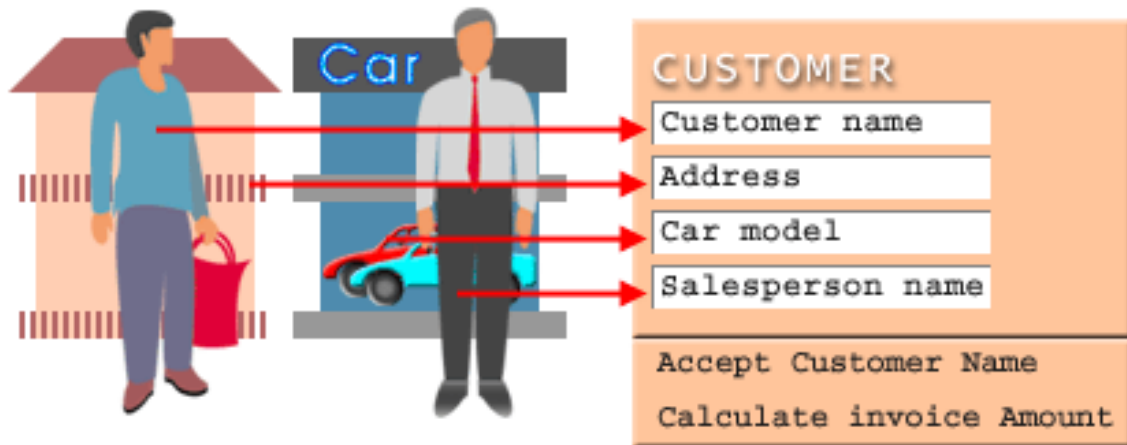 Car
CUSTOMER
Customer name
Address
Car model
Salesperson name
Accept Customer Name
Calculate invoice Amount